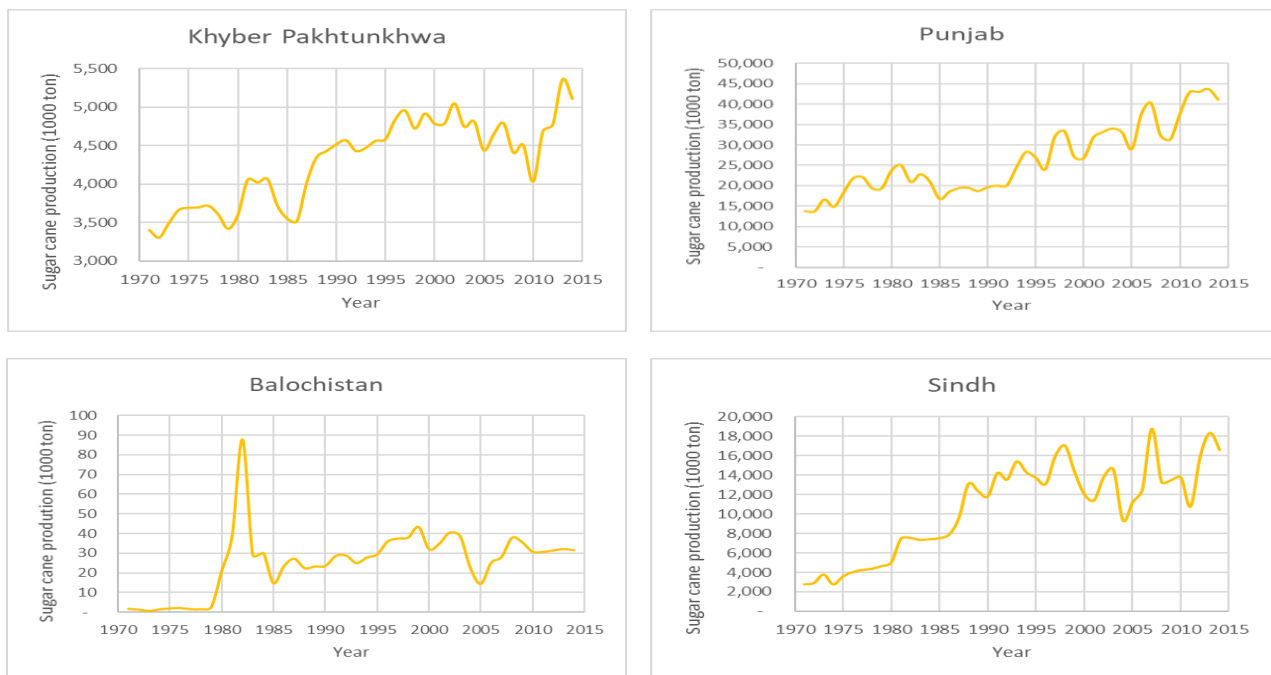 Khyber Pakhtunkhwa
Sugar cane production (1000 ton)
5,500
5,000
4,500
4,000
3,500
3,000
1970 1975 1980 1985 1990 1995 2000 2005 2010 2015
Year
Punjab
Sugar cane production (1000 ton)
50,000
45,000
40,000
35,000
30,000
25,000
20,000
15,000
10,000
5,000
-
1970 1975 1980 1985 1990 1995 2000 2005 2010 2015
Year
Balochistan
Sugar cane prodution (1000 ton)
100
90
80
70
60
50
40
30
20
10
-
1970 1975 1980 1985 1990 1995 2000 2005 2010 2015
Year
Sindh
Sugar cane production (1000 ton)
20,000
18,000
16,000
14,000
12,000
10,000
8,000
6,000
4,000
2,000
-
1970 1975 1980 1985 1990 1995 2000 2005 2010 2015
Year